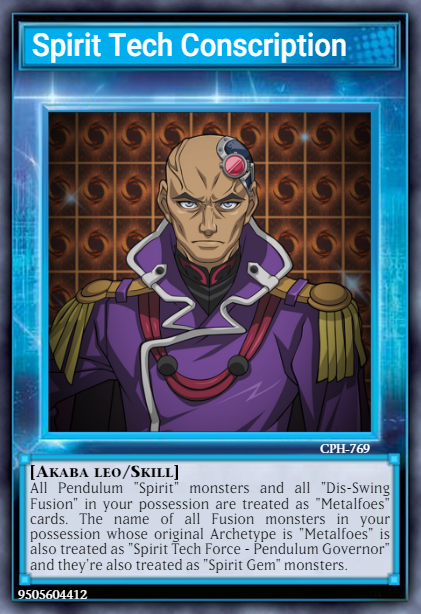 Spirit Tech Conscription
CPH-769
[Akaba leo/Skill]
All Pendulum "Spirit" monsters and all "Dis-Swing
Fusion" in your possession are treated as "Metalfoes"
cards. The name of all Fusion monsters in your
possession whose original Archetype is "Metalfoes" is
also treated as "Spirit Tech Force - Pendulum Governor"
and they're also treated as "Spirit Gem" monsters.
9505604412